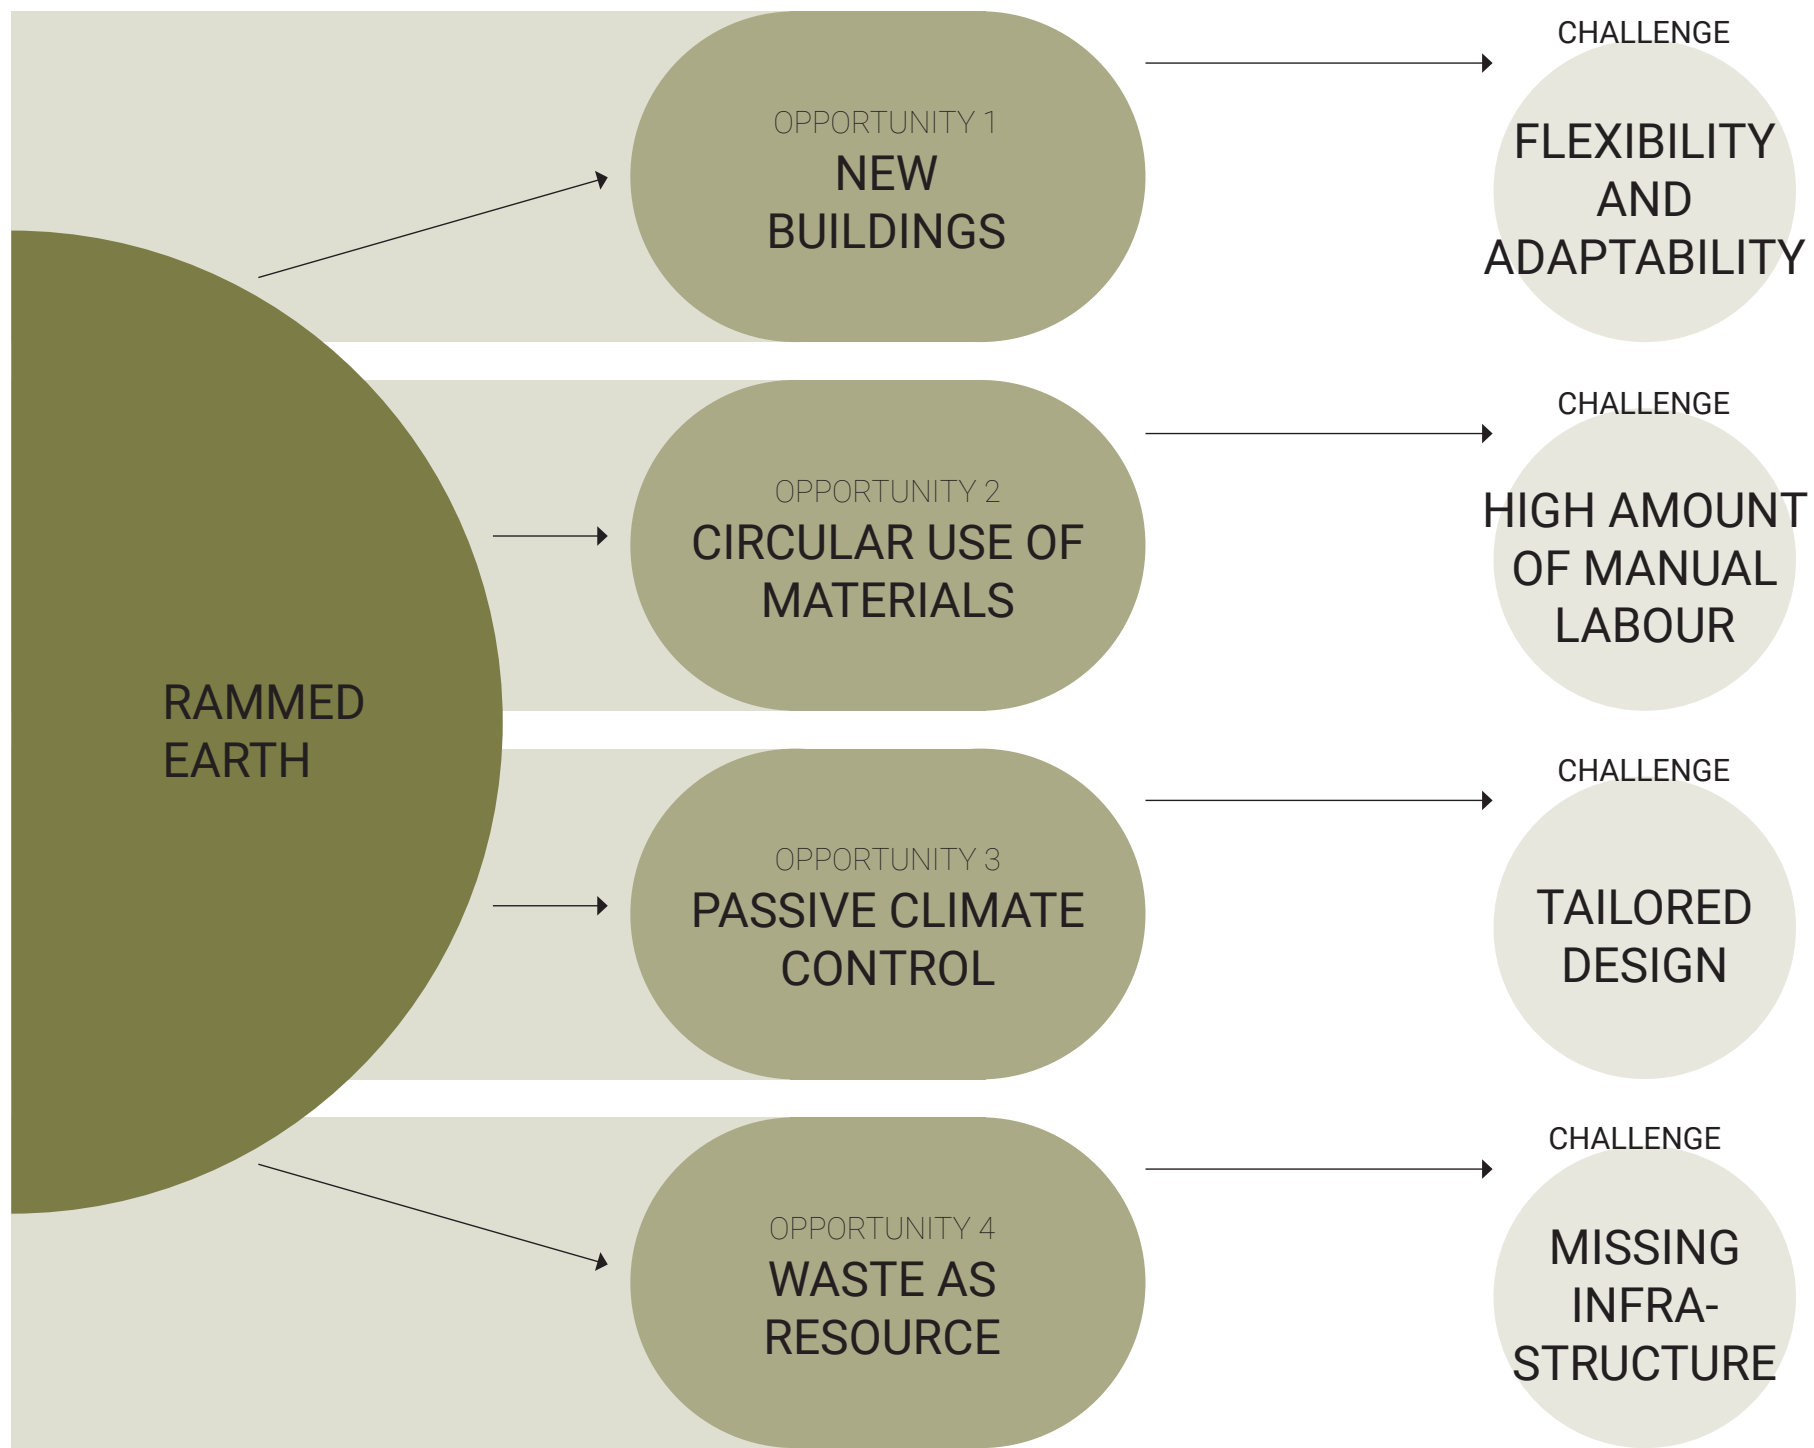 RAMMED
EARTH
OPPORTUNITY 1
NEW
BUILDINGS
CHALLENGE
FLEXIBILITY
AND
ADAPTABILITY
OPPORTUNITY 2
CIRCULAR USE OF
MATERIALS
CHALLENGE
HIGH AMOUNT
OF MANUAL
LABOUR
OPPORTUNITY 3
PASSIVE CLIMATE
CONTROL
CHALLENGE
TAILORED
DESIGN
OPPORTUNITY 4
WASTE AS
RESOURCE
CHALLENGE
MISSING
INFRA-
STRUCTURE